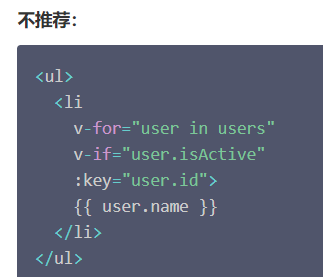 不推荐：
<ul>
<li
v-for="user in users"
v-if="user.isActive"
:key="user.id">
{{ user.name }}
</li>
</ul>